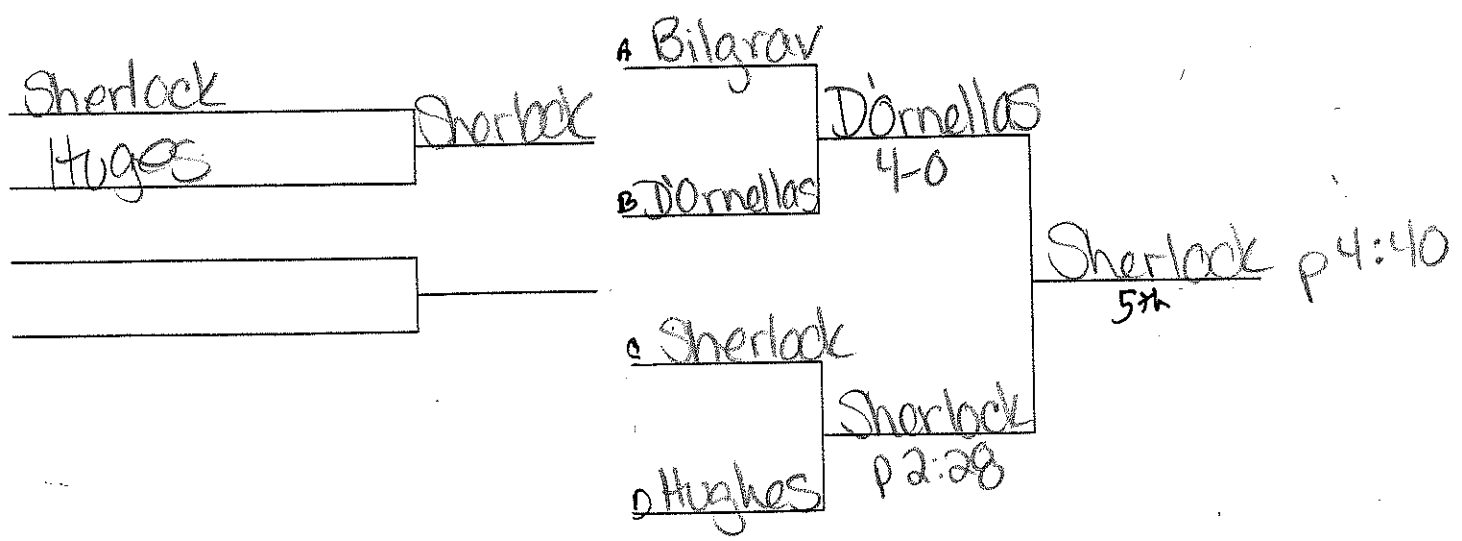 Sherlock
Huges
Sherlock
A Bilgrav
B D'Ornellas
D'Ornellas
4-0
C Sherlock
D Hughes
Sherlock
p 2:28
Sherlock p 4:40
5th